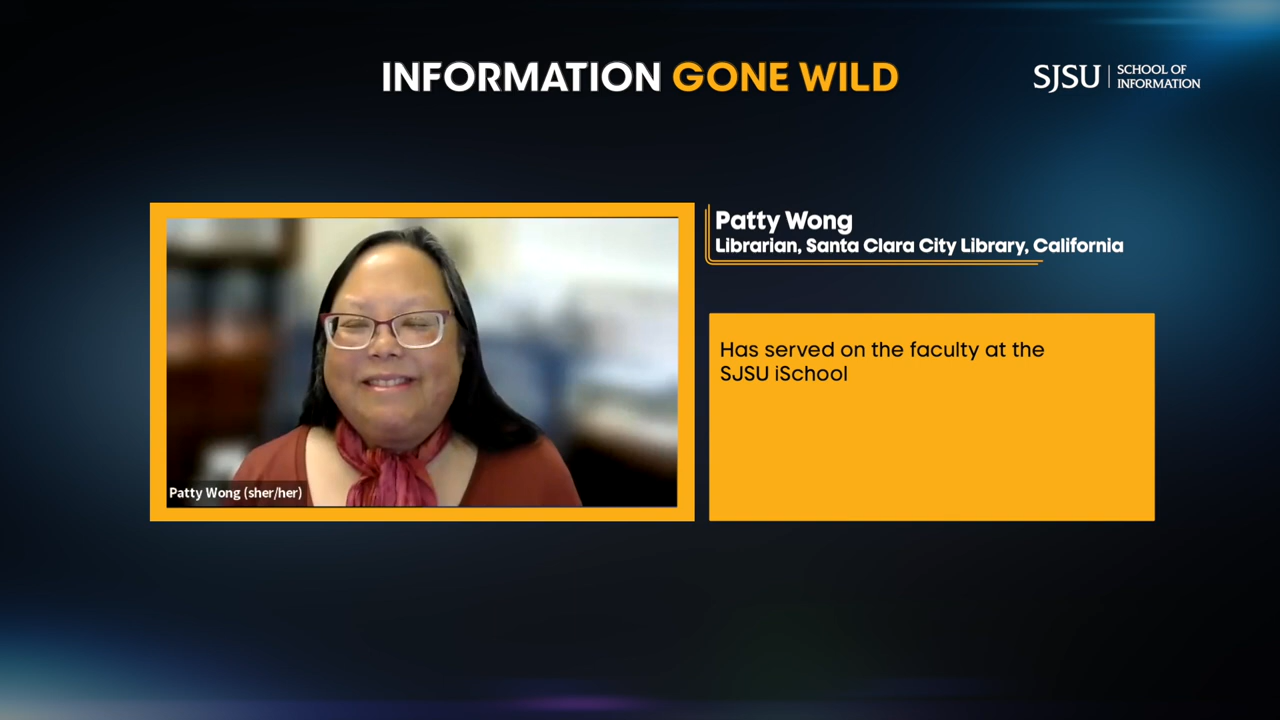 INFORMATION GONE WILD
SJSU | SCHOOL OF
INFORMATION
Patty Wong
Librarian, Santa Clara City Library, California
Has served on the faculty at the
SJSU iSchool
Patty Wong (sher/her)